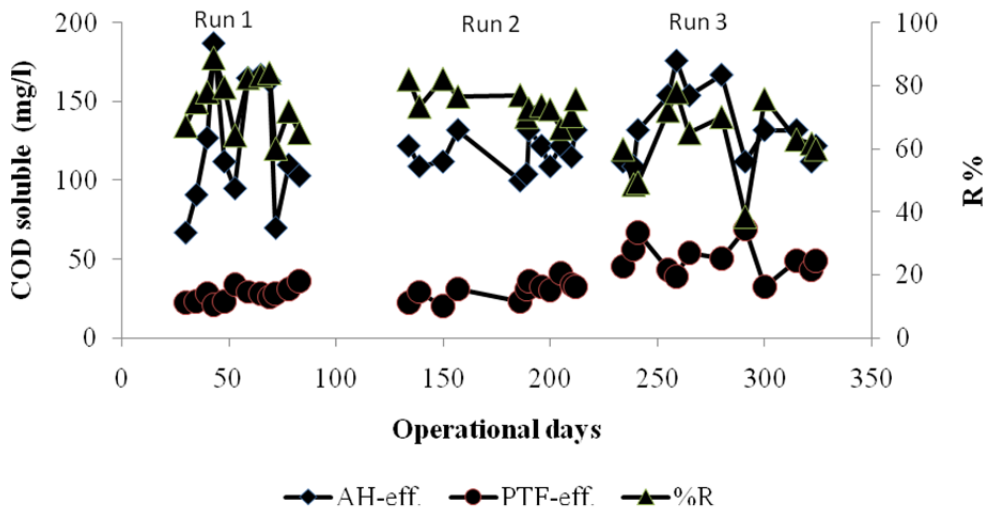 Run 1
Run 2
Run 3
COD soluble (mg/l)
200
150
100
50
0
R %
100
80
60
40
20
0
0 50 100 150 200 250 300 350
Operational days
AH-eff. PTF-eff. %R